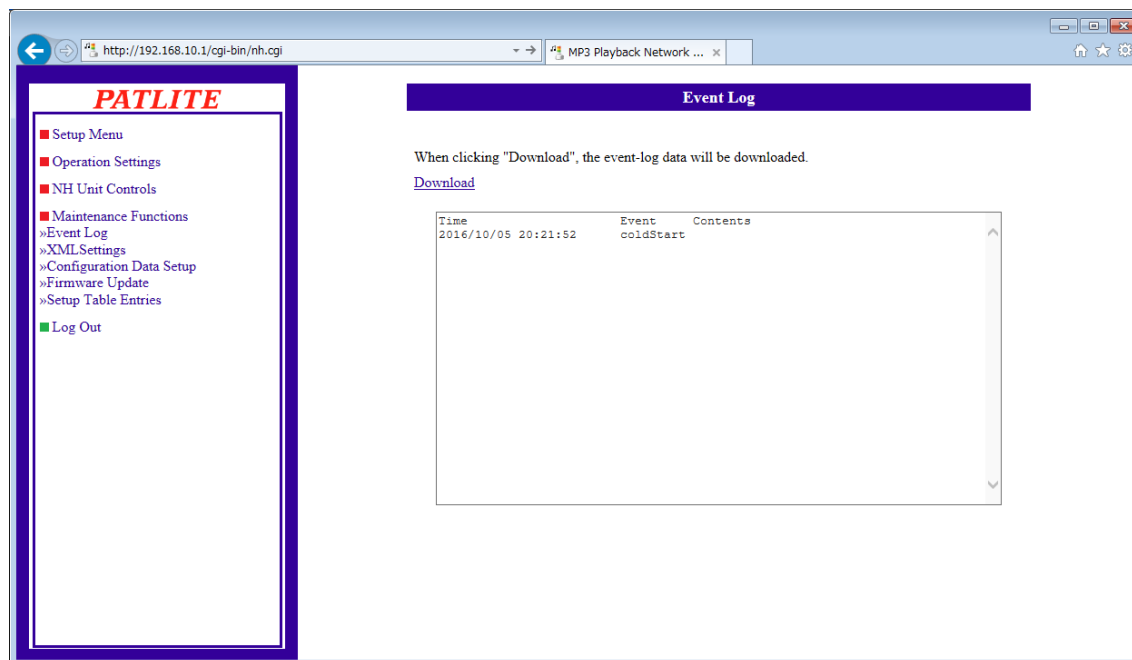 http://192.168.10.1/cgi-bin/nh.cgi
MP3 Playback Network ...
PATLITE
Setup Menu
Operation Settings
NH Unit Controls
Maintenance Functions
»Event Log
»XMLSettings
»Configuration Data Setup
»Firmware Update
»Setup Table Entries
Log Out
Event Log
When clicking "Download", the event-log data will be downloaded.
Download
Time Event Contents
2016/10/05 20:21:52 coldStart